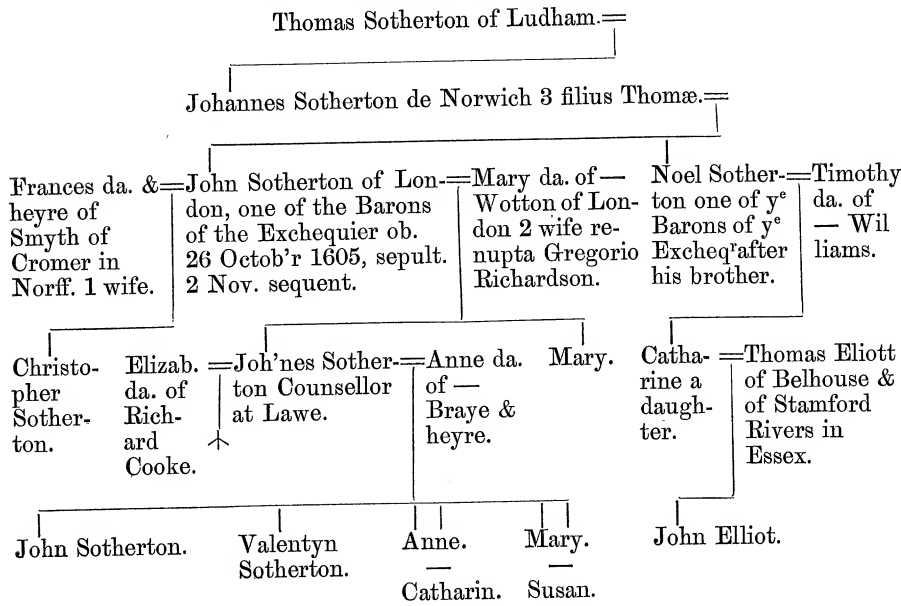 Thomas Sotherton of Ludham.=
Johannes Sotherton de Norwich 3 filius Thomæ.=
Frances da. &=
heyre of
Smyth of
Cromer in
Norff. 1 wife.
John Sotherton of Lon-=
don, one of the Barons
of the Exchequier ob.
26 Octob'r 1605, sepult.
2 Nov. sequent.
Mary da. of —
Wotton of Lon-
don 2 wife re-
nupta Gregorio
Richardson.
Noel Sother-=
ton one of yᵉ
Barons of yᵉ
Excheqʳ after
his brother.
Timothy
da. of
— Wil
liams.
Christo-
pher
Sother-
ton.
Elizab.=
da. of
Rich-
ard
Cooke.
Joh'nes Sother-=
ton Counsellor
at Lawe.
Anne da.
of —
Braye &
heyre.
Mary.
Catha-=
rine a
daugh-
ter.
Thomas Eliott
of Belhouse &
of Stamford
Rivers in
Essex.
John Sotherton.
Valentyn
Sotherton.
Anne.
—
Catharin.
Mary.
—
Susan.
John Elliot.